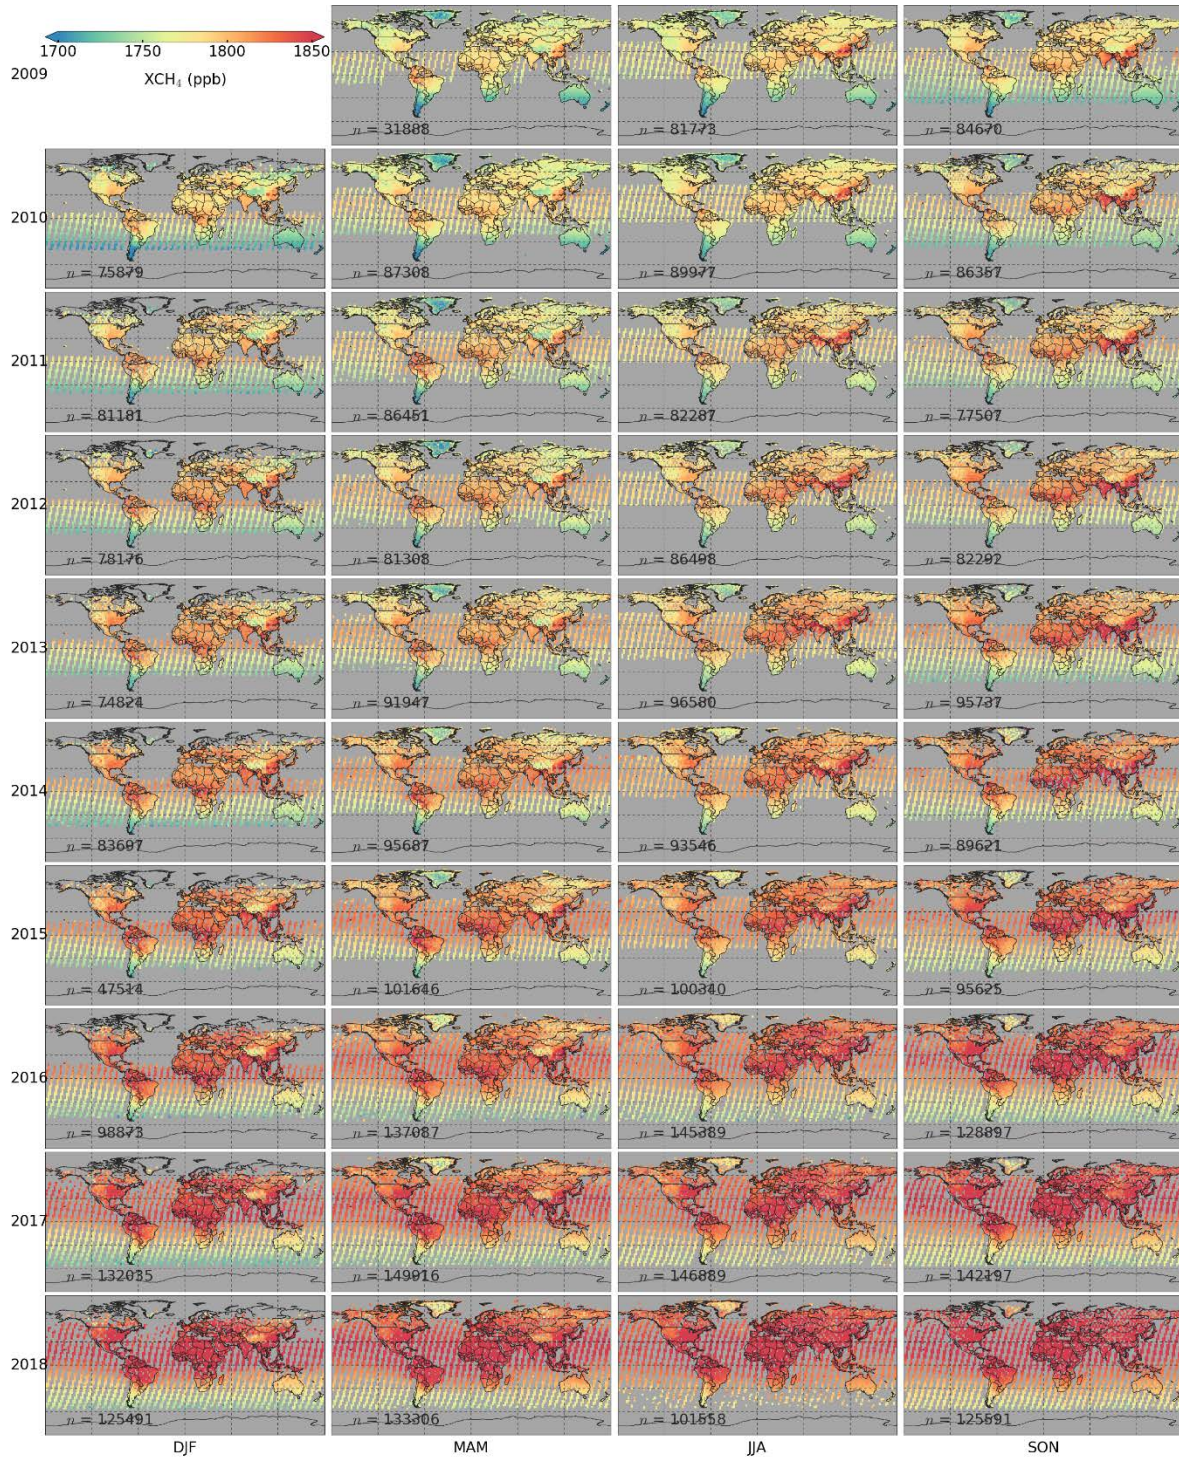 1700 1750 1800 1850
XCH₄ (ppb)
2009
n = 31888
n = 81773
n = 84670
2010
n = 75879
n = 87308
n = 89977
n = 86357
2011
n = 81181
n = 86451
n = 82287
n = 77507
2012
n = 78176
n = 81308
n = 86498
n = 82292
2013
n = 74824
n = 91947
n = 96580
n = 95737
2014
n = 83697
n = 95687
n = 93546
n = 89621
2015
n = 47514
n = 101646
n = 100340
n = 95625
2016
n = 98873
n = 137087
n = 145389
n = 128897
2017
n = 132035
n = 149916
n = 146889
n = 142197
2018
n = 125491
n = 133306
n = 101558
n = 125591
DJF MAM JJA SON